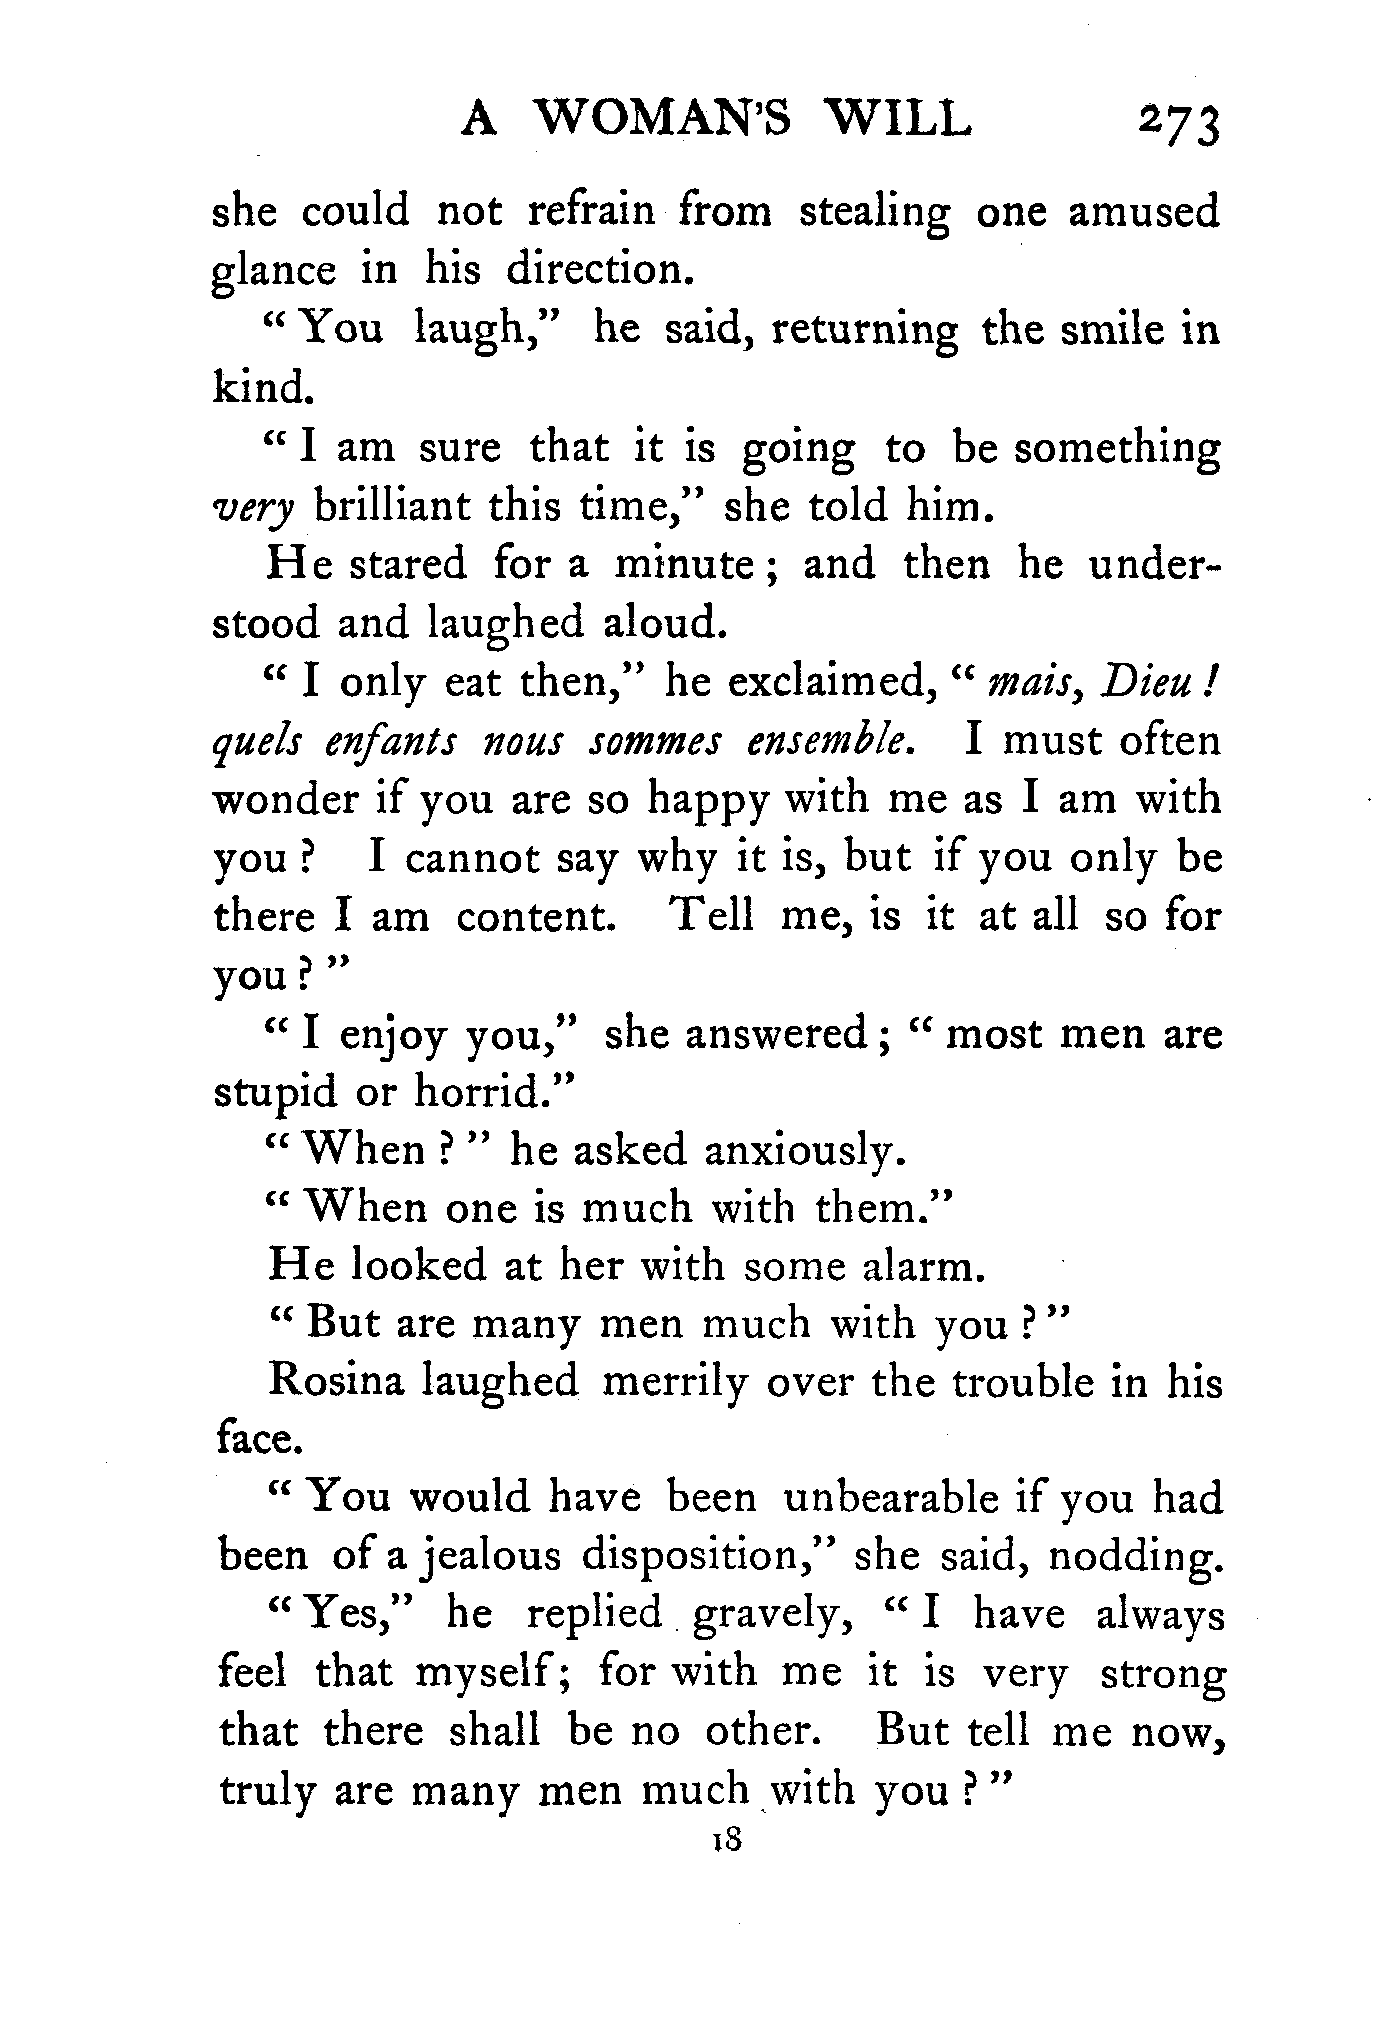 A WOMAN'S WILL 273
she could not refrain from stealing one amused
glance in his direction.
“ You laugh,” he said, returning the smile in
kind.
“ I am sure that it is going to be something
very brilliant this time,” she told him.
He stared for a minute ; and then he under-
stood and laughed aloud.
“ I only eat then,” he exclaimed, “ mais, Dieu !
quels enfants nous sommes ensemble. I must often
wonder if you are so happy with me as I am with
you ? I cannot say why it is, but if you only be
there I am content. Tell me, is it at all so for
you ? ”
“ I enjoy you,” she answered ; “ most men are
stupid or horrid.”
“ When ? ” he asked anxiously.
“ When one is much with them.”
He looked at her with some alarm.
“ But are many men much with you ? ”
Rosina laughed merrily over the trouble in his
face.
“ You would have been unbearable if you had
been of a jealous disposition,” she said, nodding.
“ Yes,” he replied gravely, “ I have always
feel that myself ; for with me it is very strong
that there shall be no other. But tell me now,
truly are many men much with you ? ”
18